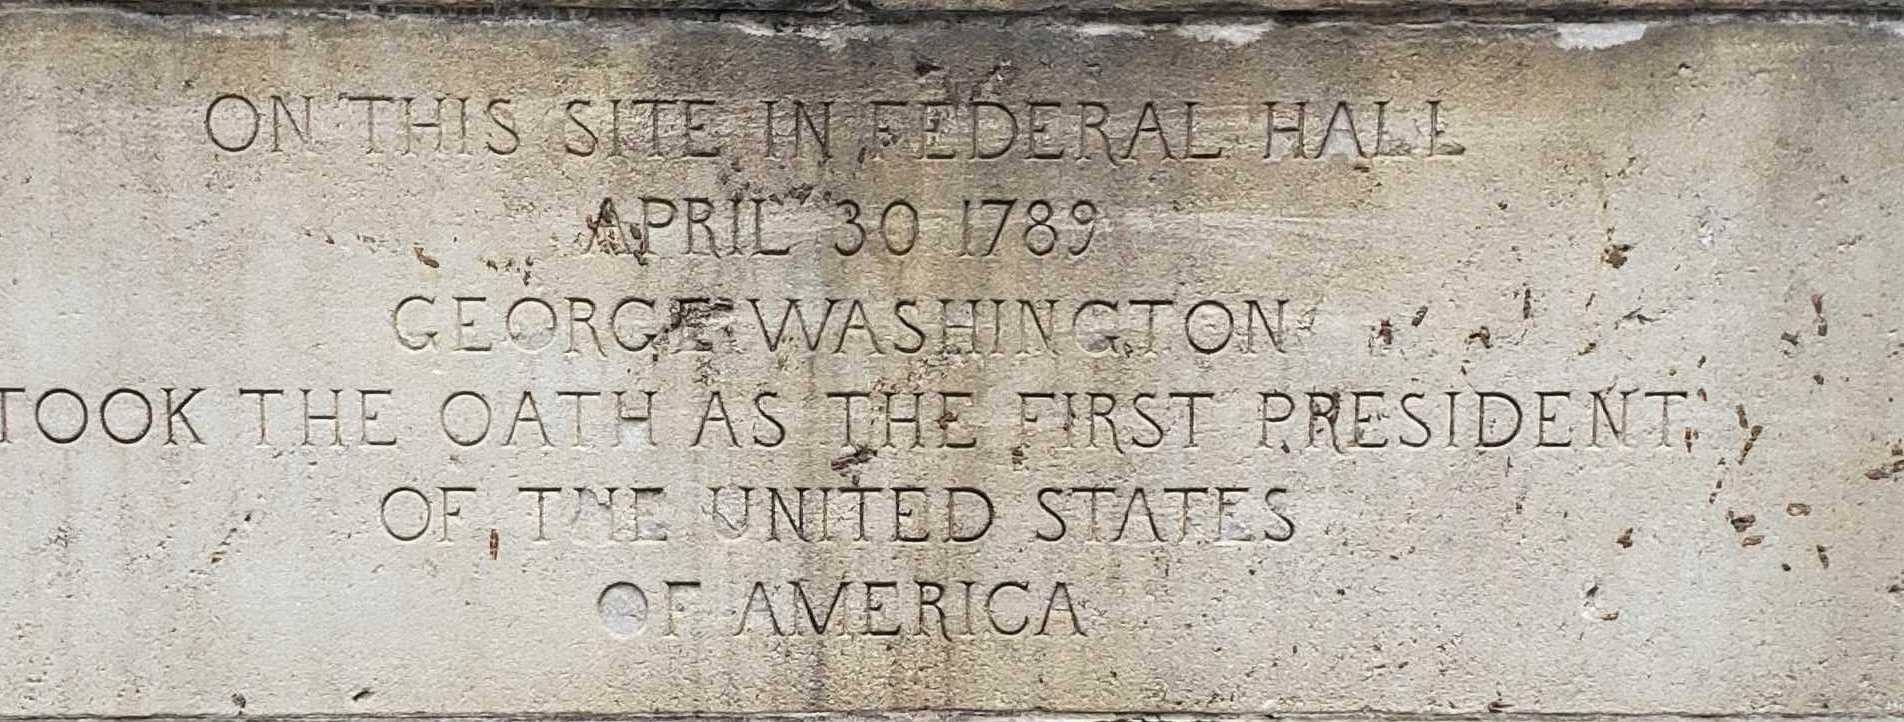 ON THIS SITE IN FEDERAL HALL
APRIL 30 1789
GEORGE WASHINGTON
TOOK THE OATH AS THE FIRST PRESIDENT
OF THE UNITED STATES
OF AMERICA